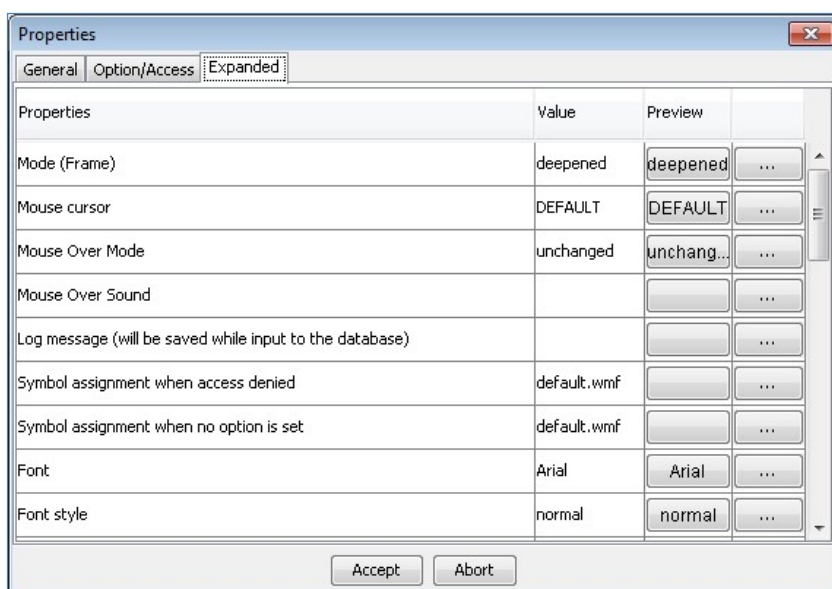 Properties
General Option/Access Expanded
Properties Value Preview
Mode (Frame) deepened deepened ...
Mouse cursor DEFAULT DEFAULT ...
Mouse Over Mode unchanged unchang... ...
Mouse Over Sound ...
Log message (will be saved while input to the database) ...
Symbol assignment when access denied default.wmf ...
Symbol assignment when no option is set default.wmf ...
Font Arial Arial ...
Font style normal normal ...
Accept Abort